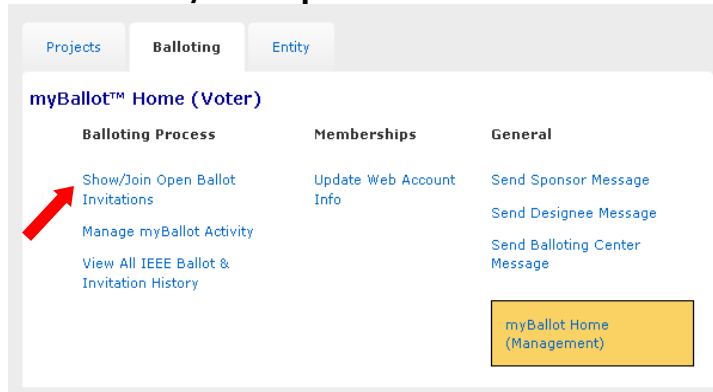 Projects
Balloting
Entity
myBallot™ Home (Voter)
Balloting Process
Show/Join Open Ballot
Invitations
Manage myBallot Activity
View All IEEE Ballot &
Invitation History
Memberships
Update Web Account
Info
General
Send Sponsor Message
Send Designee Message
Send Balloting Center
Message
myBallot Home
(Management)